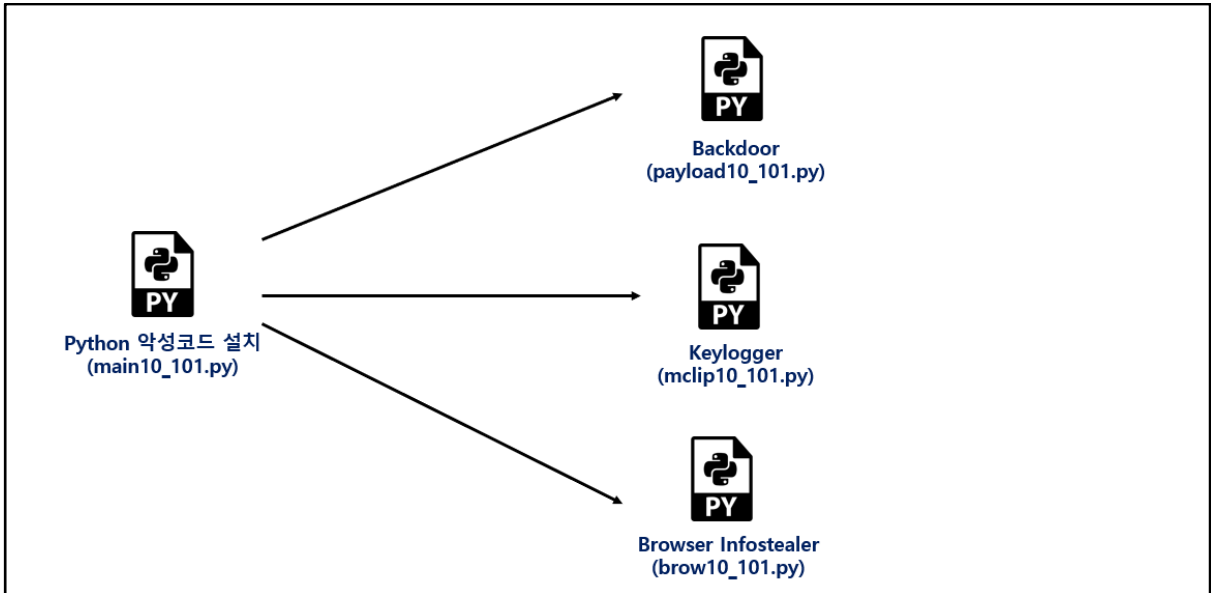 PY
Backdoor
(payload10_101.py)
PY
Python 악성코드 설치
(main10_101.py)
PY
Keylogger
(mclip10_101.py)
PY
Browser Infostealer
(brow10_101.py)